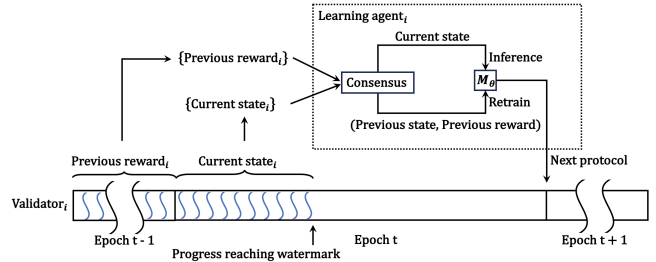 Learning agent_i
Current state
{Previous reward_i}
Inference
Consensus
M_θ
{Current state_i}
Retrain
(Previous state, Previous reward)
Previous reward_i
Current state_i
Next protocol
Validator_i
Epoch t - 1
Progress reaching watermark
Epoch t
Epoch t + 1